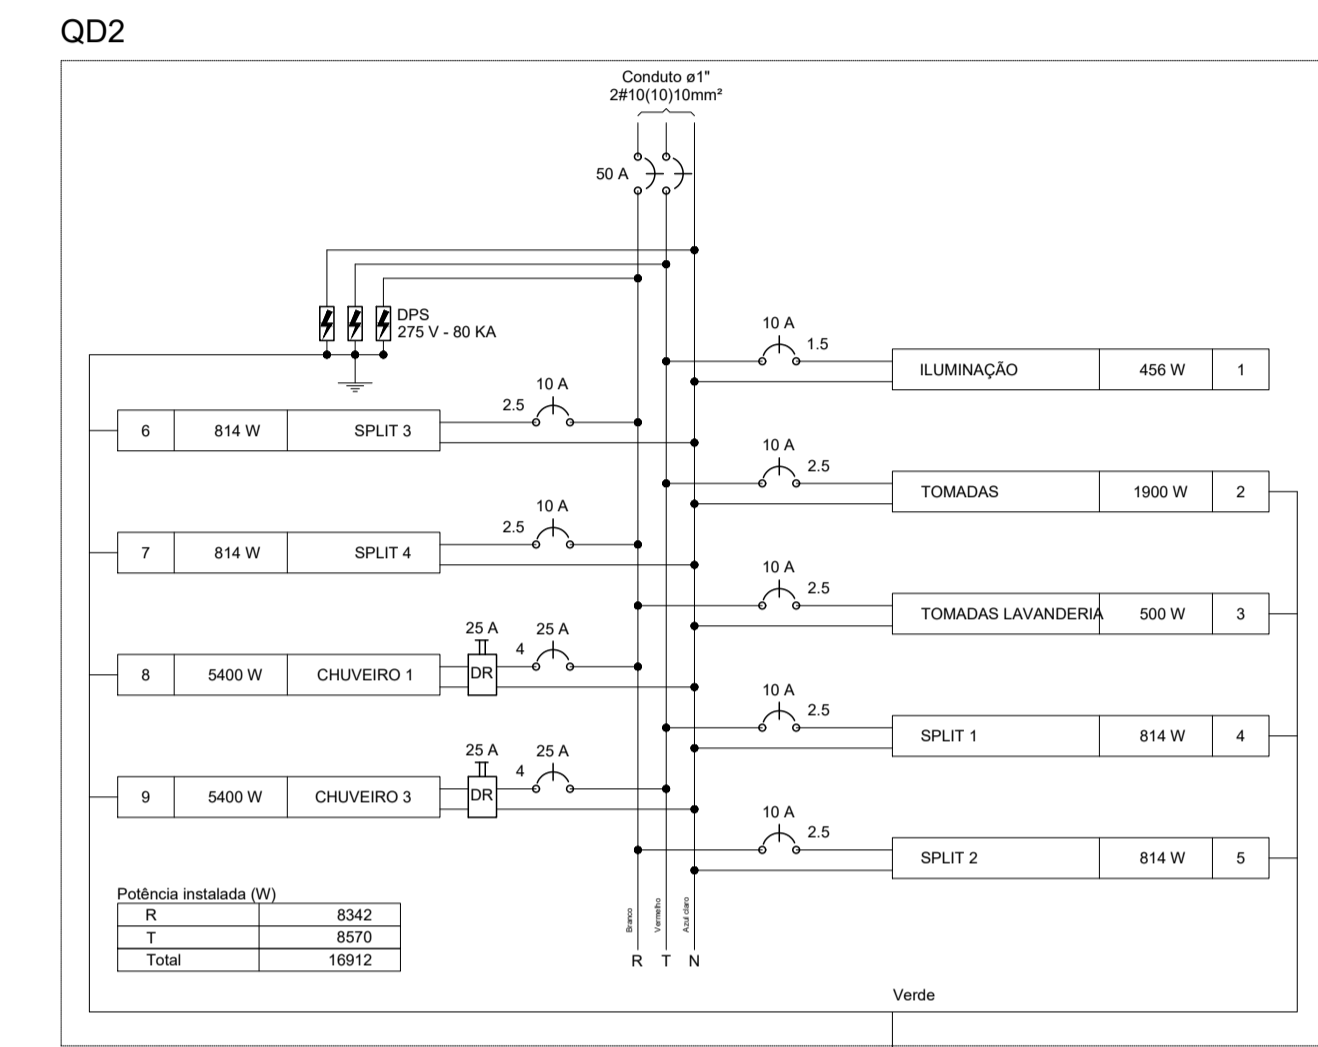 QD2
Conduto ø1"
2#10(10)10mm²
50 A
DPS
275 V - 80 KA
10 A
1.5
ILUMINAÇÃO 456 W 1
10 A
2.5
6 814 W SPLIT 3
10 A
2.5
TOMADAS 1900 W 2
10 A
2.5
7 814 W SPLIT 4
10 A
2.5
TOMADAS LAVANDERIA 500 W 3
25 A 25 A
4
DR
8 5400 W CHUVEIRO 1
10 A
2.5
SPLIT 1 814 W 4
25 A 25 A
4
DR
9 5400 W CHUVEIRO 3
10 A
2.5
SPLIT 2 814 W 5
Potência instalada (W)
R 8342
T 8570
Total 16912
Branco
Vermelho
Azul claro
R T N
Verde